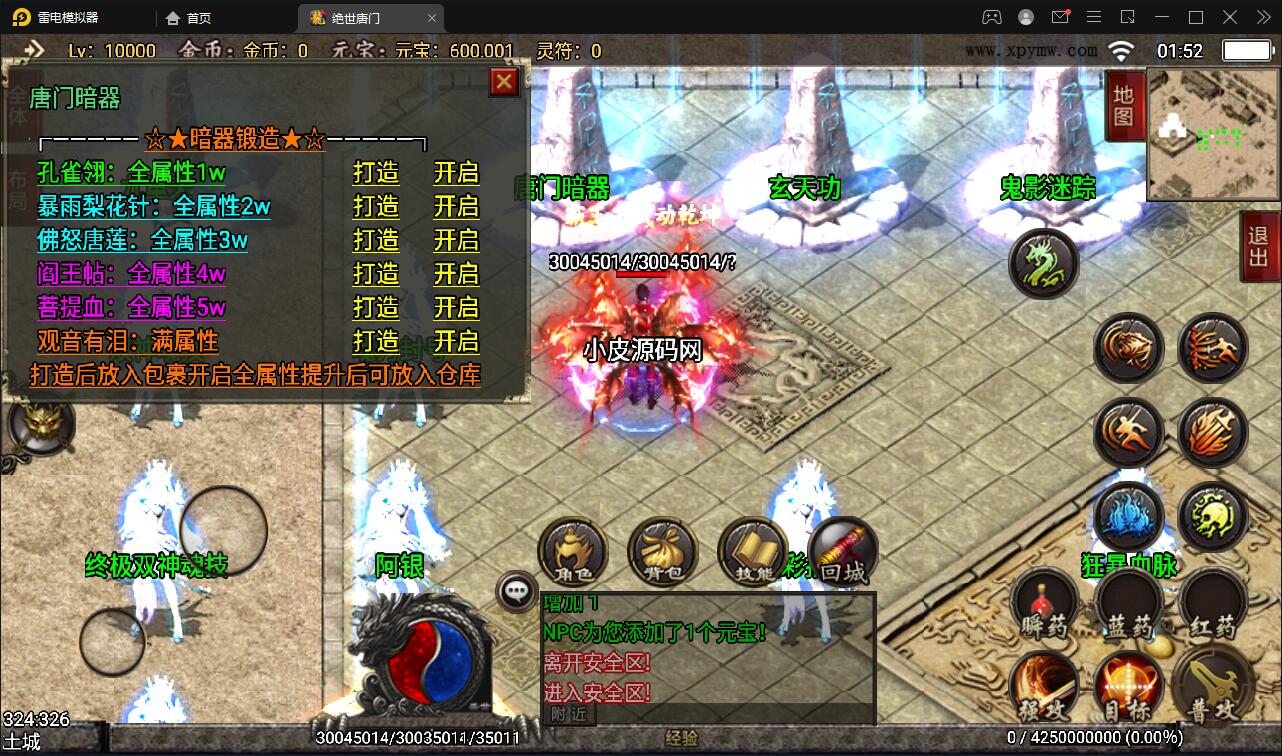 雷电模拟器 首页 绝世唐门
Lv: 10000 金币: 金币: 0 元宝: 元宝: 600.001 灵符: 0 www.xpymw.com 01:52
唐门暗器
☆★暗器锻造★☆
孔雀翎: 全属性1w 打造 开启
暴雨梨花针: 全属性2w 打造 开启
佛怒唐莲: 全属性3w 打造 开启
阎王帖: 全属性4w 打造 开启
菩提血: 全属性5w 打造 开启
观音有泪: 满属性 打造 开启
打造后放入包裹开启全属性提升后可放入仓库
地图
唐门暗器 玄天功 鬼影迷踪
动乾坤
退出
30045014/30045014/?
小皮源码网
终极双神魂技 阿银 狂暴血脉
角色 背包 技能 回城
增加 1
NPC为您添加了1个元宝!
离开安全区!
进入安全区!
附近
瞬药 蓝药 红药
强攻 目标 普攻
324:326
土城
30045014/30035014/35011
经验
0 / 4250000000 (0.00%)